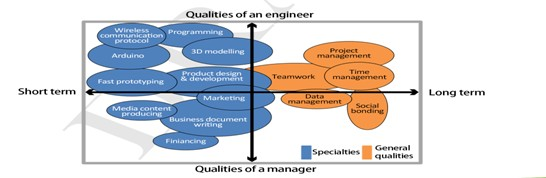 Qualities of an engineer
Wireless
communication
protocol
Programming
3D modelling
Arduino
Project
management
Fast prototyping
Product design
& development
Teamwork
Time
management
Short term
Long term
Marketing
Data
management
Media content
producing
Social
bonding
Business document
writing
Finiancing
Specialties
General
qualities
Qualities of a manager